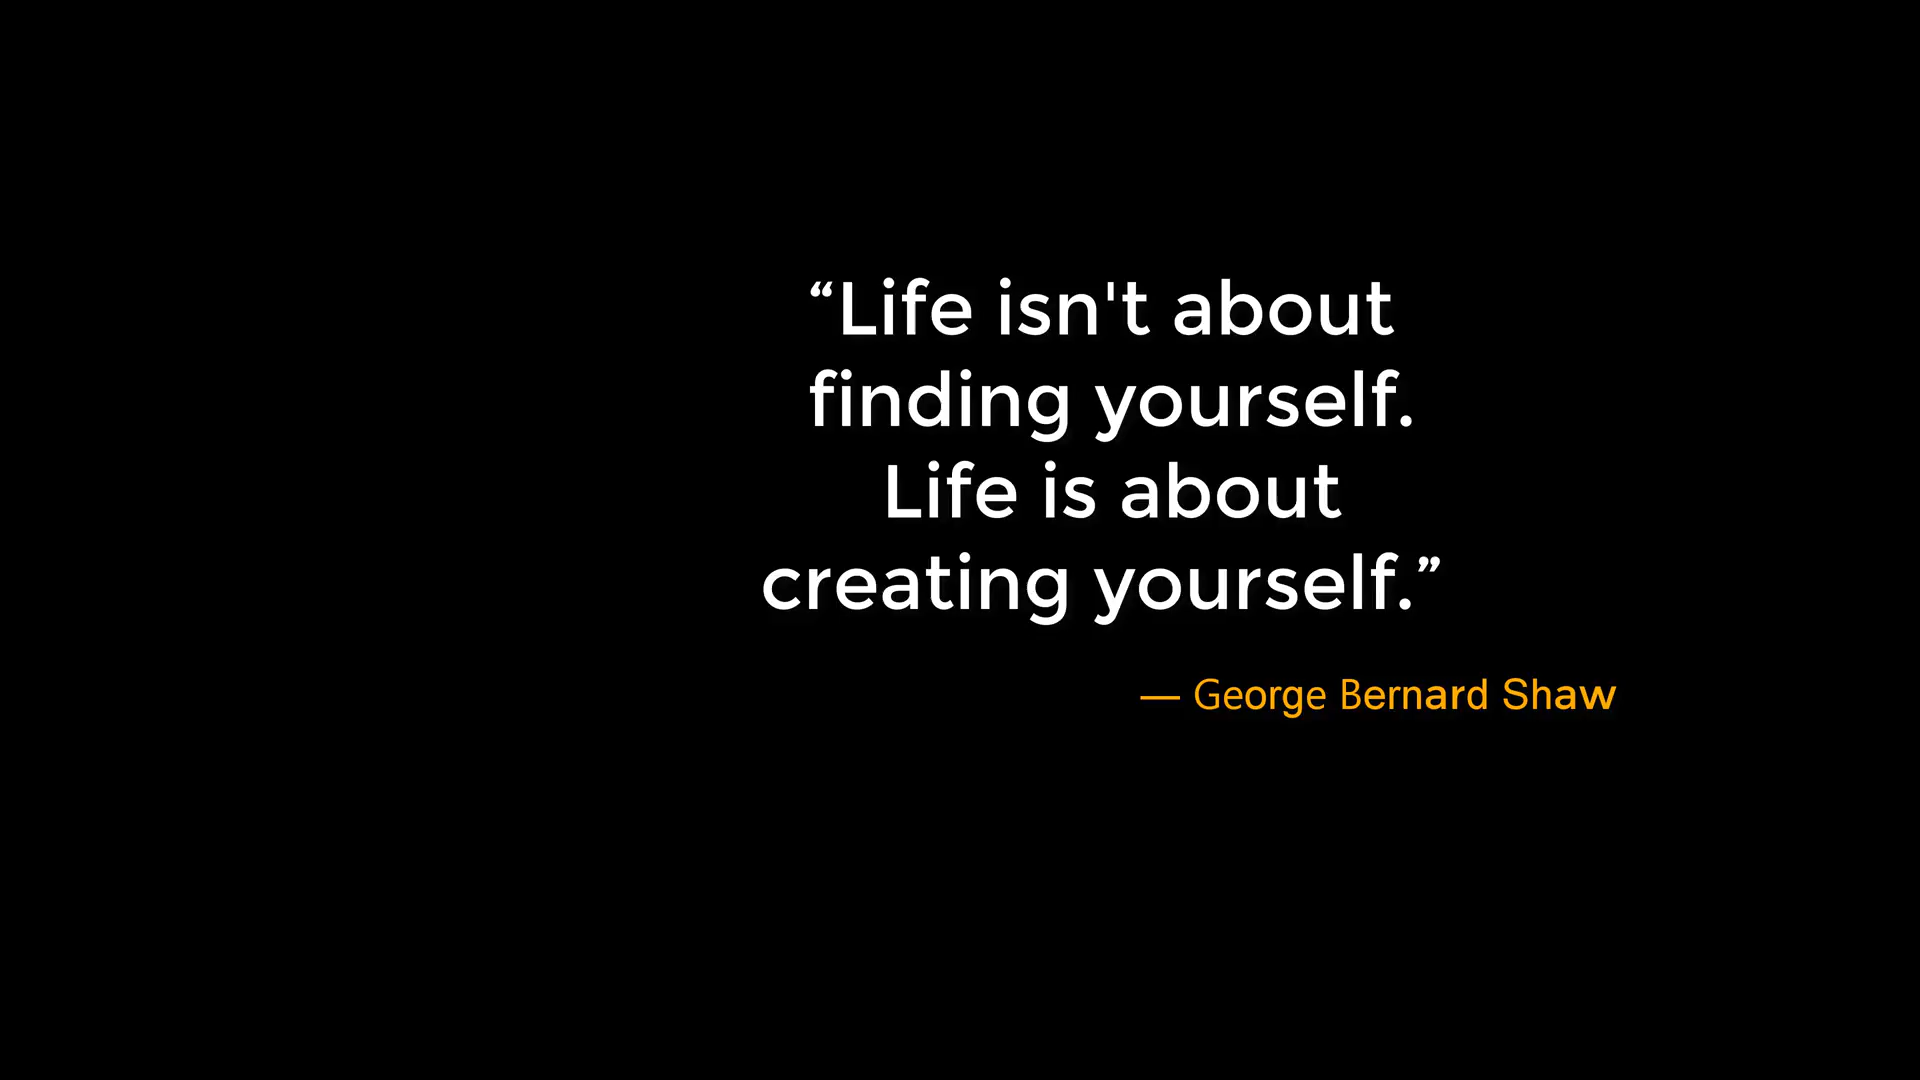 “Life isn't about
finding yourself.
Life is about
creating yourself.”
— George Bernard Shaw